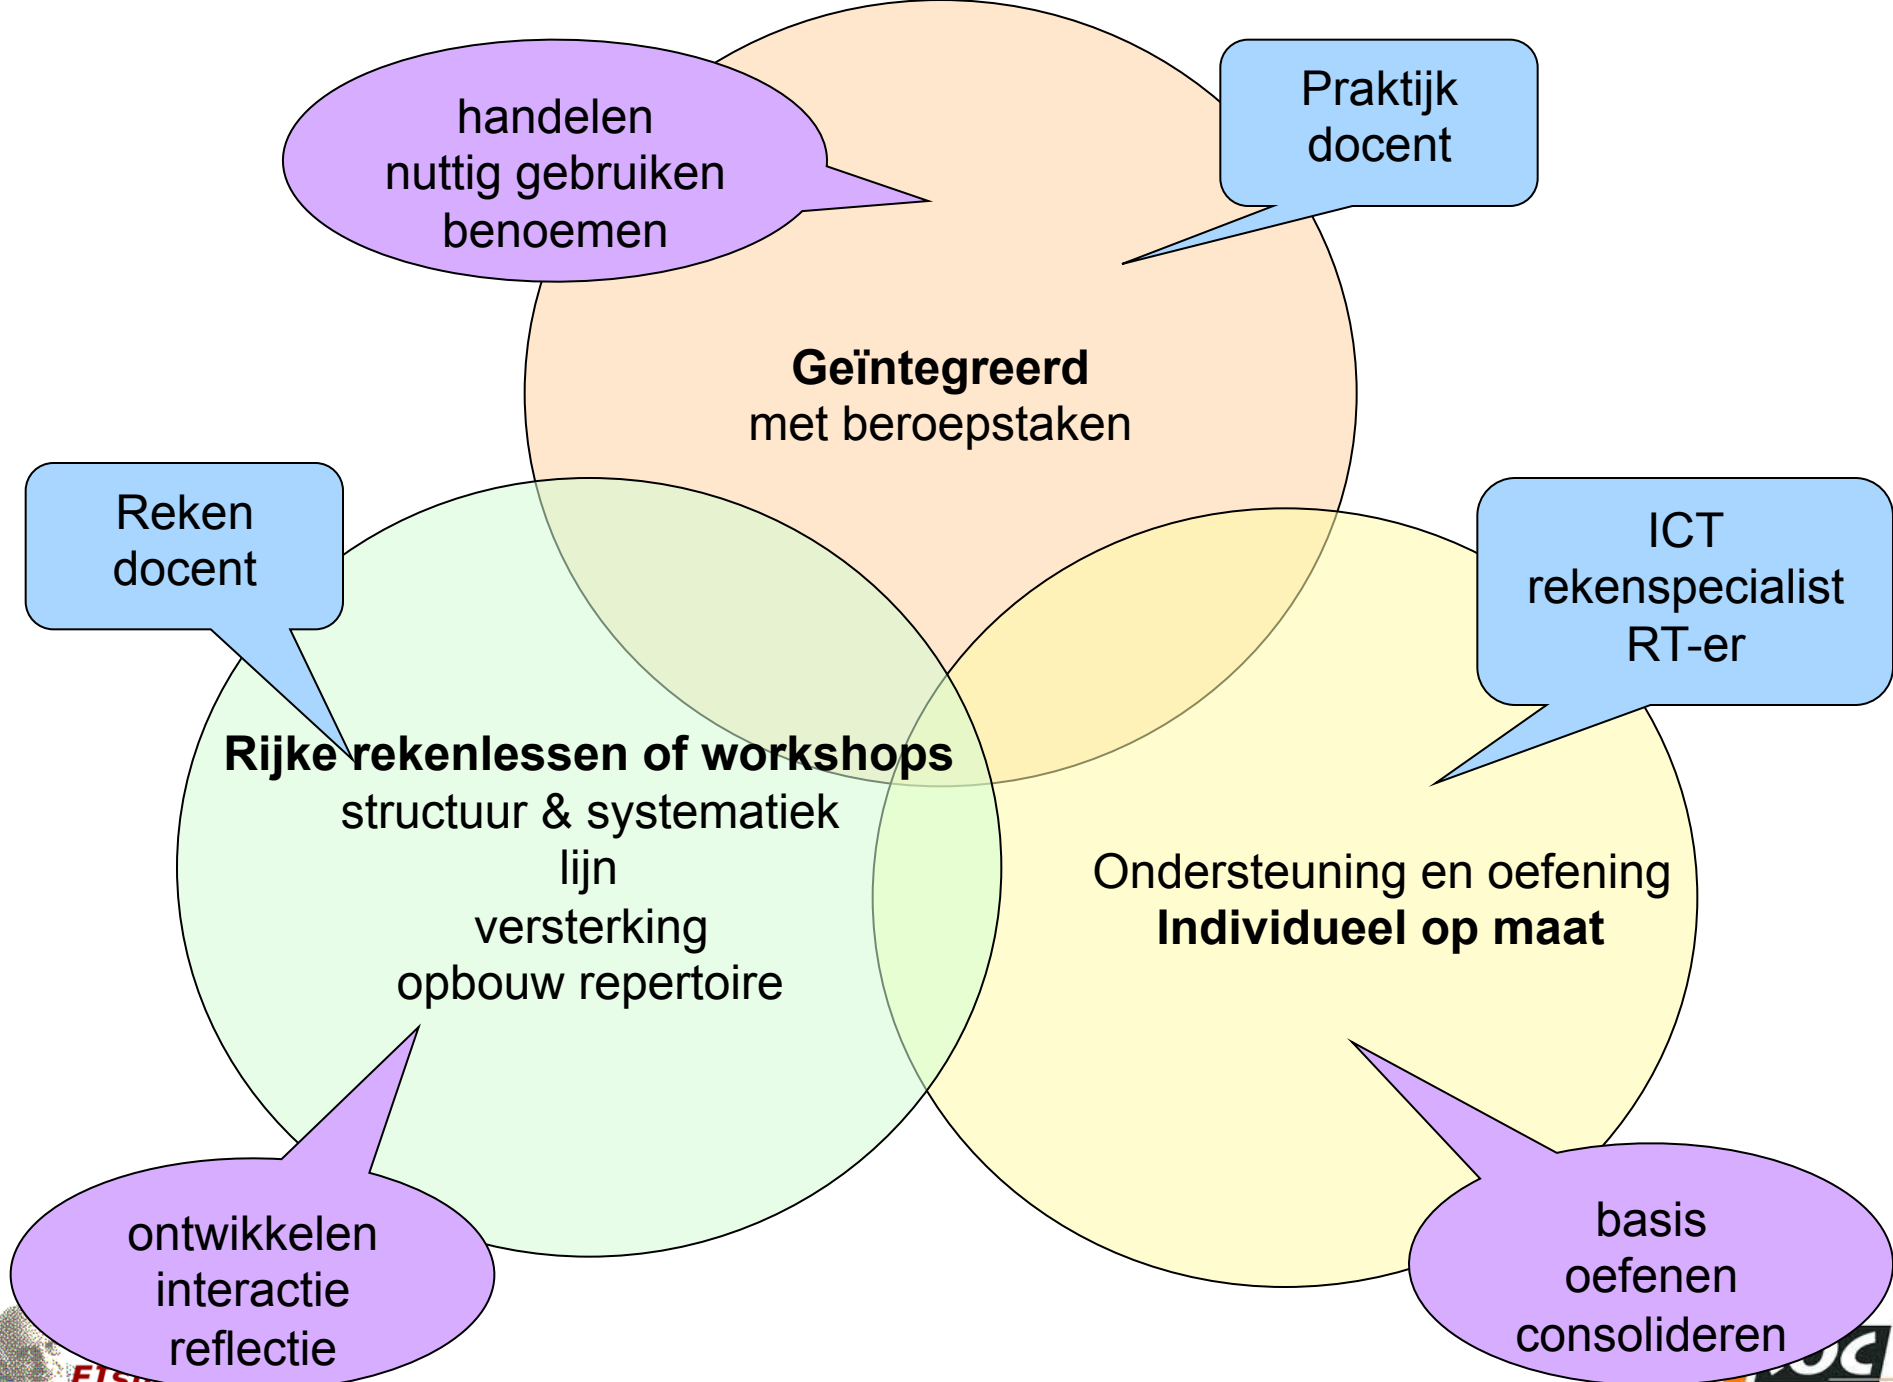 handelen
nuttig gebruiken
benoemen
Praktijk
docent
Geïntegreerd
met beroepstaken
Reken
docent
ICT
rekenspecialist
RT-er
Rijke rekenlessen of workshops
structuur & systematiek
lijn
versterking
opbouw repertoire
Ondersteuning en oefening
Individueel op maat
ontwikkelen
interactie
reflectie
basis
oefenen
consolideren